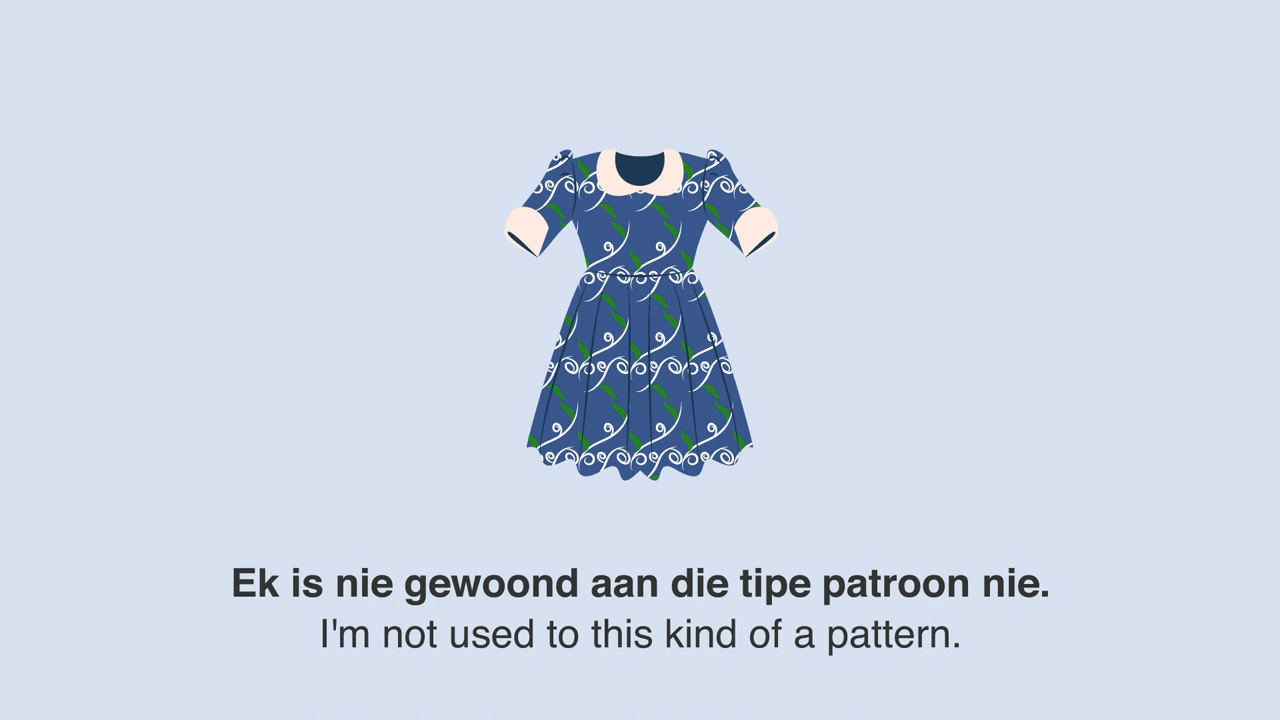 Ek is nie gewoond aan die tipe patroon nie.
I'm not used to this kind of a pattern.